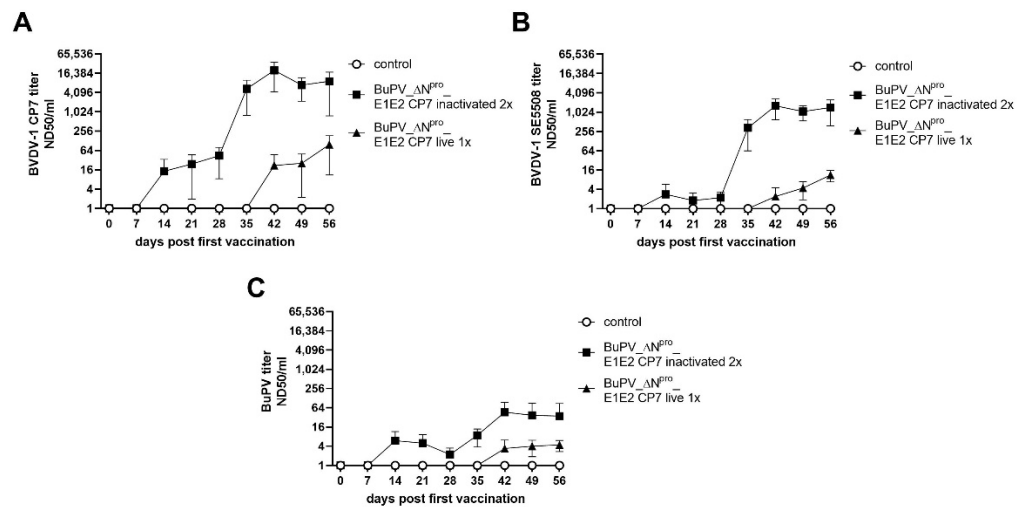 A
BVDV-1 CP7 titer
ND50/ml
65,536
16,384
4,096
1,024
256
64
16
4
1
0 7 14 21 28 35 42 49 56
days post first vaccination
control
BuPV_ΔNpro_
E1E2 CP7 inactivated 2x
BuPV_ΔNpro_
E1E2 CP7 live 1x
B
BVDV-1 SE5508 titer
ND50/ml
65,536
16,384
4,096
1,024
256
64
16
4
1
0 7 14 21 28 35 42 49 56
days post first vaccination
control
BuPV_ΔNpro_
E1E2 CP7 inactivated 2x
BuPV_ΔNpro_
E1E2 CP7 live 1x
C
BuPV titer
ND50/ml
65,536
16,384
4,096
1,024
256
64
16
4
1
0 7 14 21 28 35 42 49 56
days post first vaccination
control
BuPV_ΔNpro_
E1E2 CP7 inactivated 2x
BuPV_ΔNpro_
E1E2 CP7 live 1x